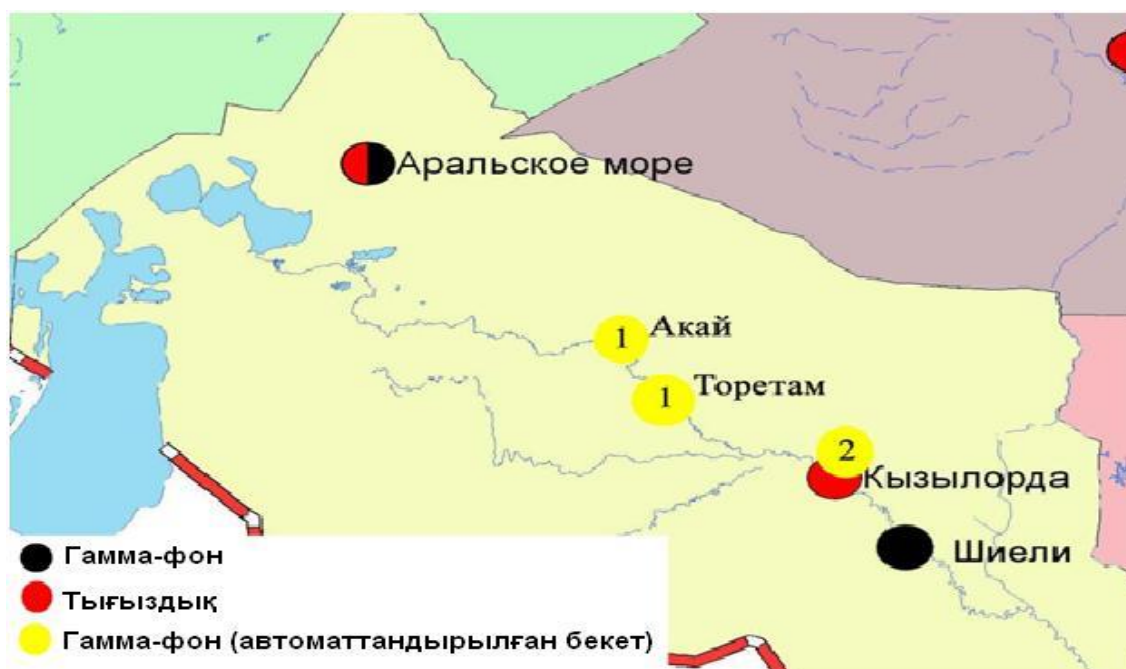 Аральское море
1 Акай
1 Торетам
2
Кызылорда
Шиели
Гамма-фон
Тығыздық
Гамма-фон (автоматтандырылған бекет)